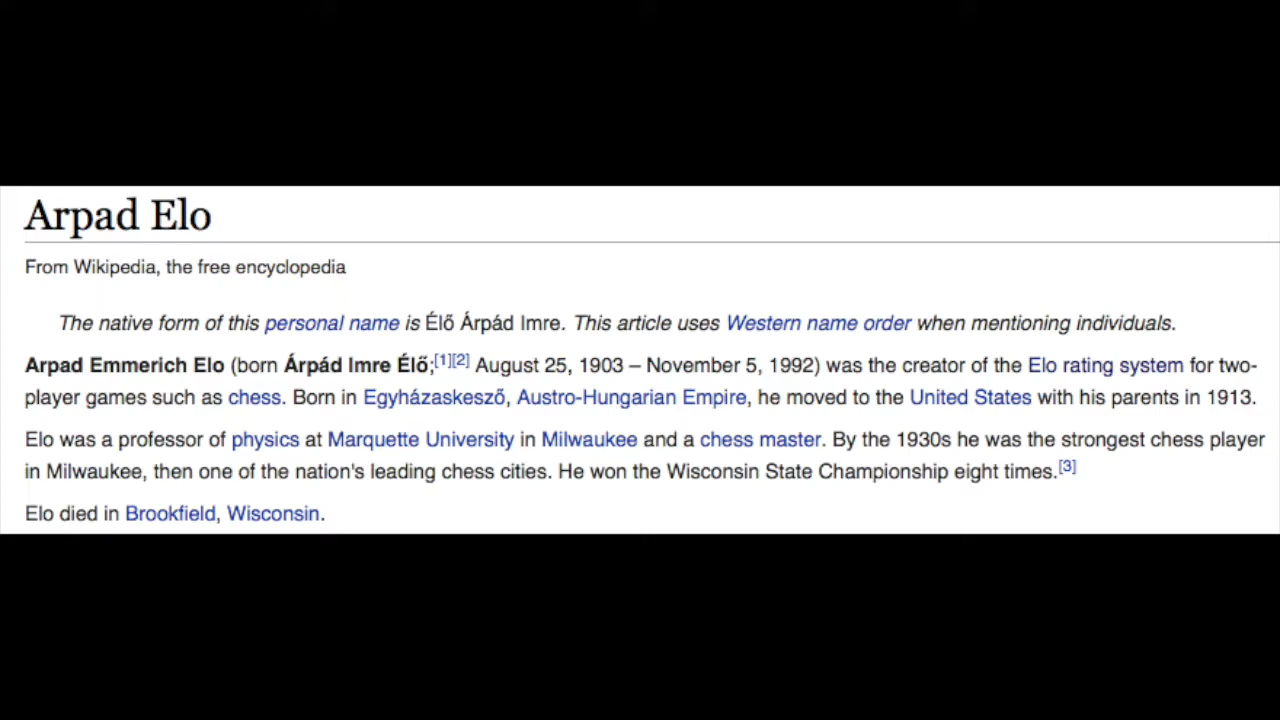 Arpad Elo
From Wikipedia, the free encyclopedia
The native form of this personal name is Élő Árpád Imre. This article uses Western name order when mentioning individuals.
Arpad Emmerich Elo (born Árpád Imre Élő;[1][2] August 25, 1903 – November 5, 1992) was the creator of the Elo rating system for two-
player games such as chess. Born in Egyházaskesző, Austro-Hungarian Empire, he moved to the United States with his parents in 1913.
Elo was a professor of physics at Marquette University in Milwaukee and a chess master. By the 1930s he was the strongest chess player
in Milwaukee, then one of the nation's leading chess cities. He won the Wisconsin State Championship eight times.[3]
Elo died in Brookfield, Wisconsin.